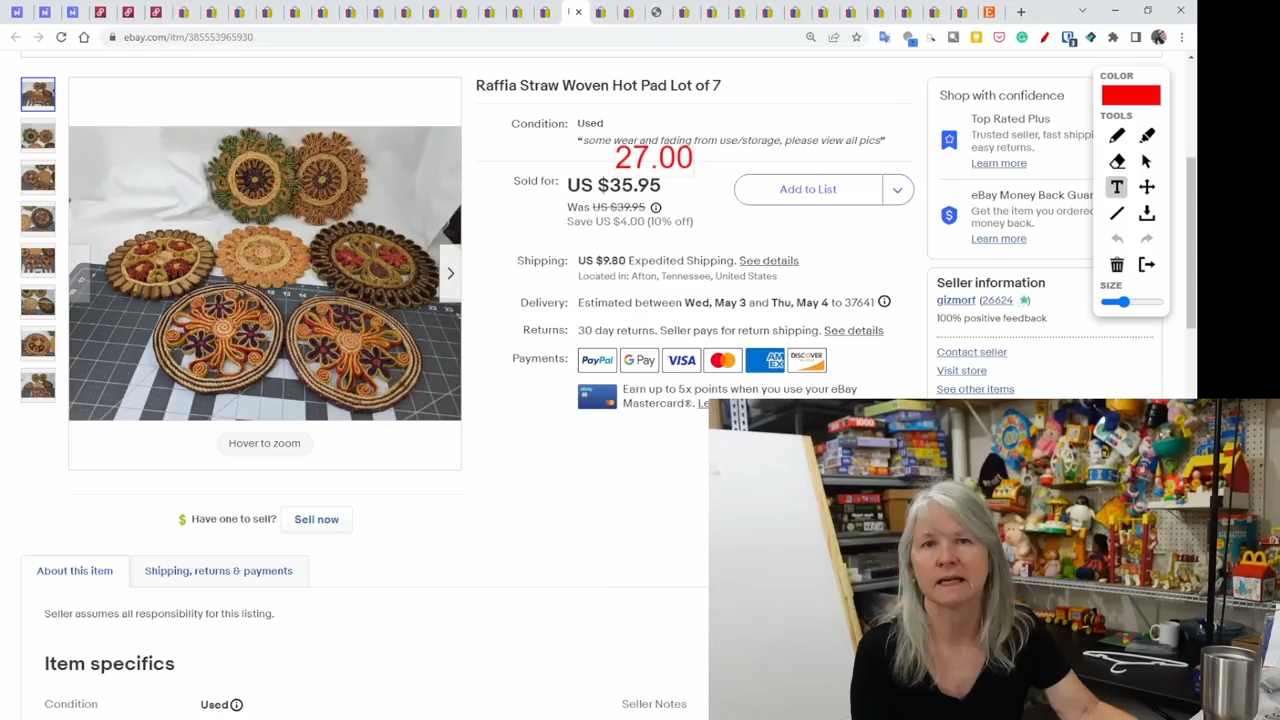 ebay.com/itm/385553965930
COLOR
TOOLS
T
SIZE
Raffia Straw Woven Hot Pad Lot of 7
Condition:
Used
“some wear and fading from use/storage, please view all pics”
27.00
Sold for:
US $35.95
Was US $39.95
Save US $4.00 (10% off)
Add to List
Shipping:
US $9.80 Expedited Shipping. See details
Located in: Afton, Tennessee, United States
Delivery:
Estimated between Wed, May 3 and Thu, May 4 to 37641
Returns:
30 day returns. Seller pays for return shipping. See details
Payments:
PayPal
G Pay
VISA
AM EX
DISCOVER
Earn up to 5x points when you use your eBay
Mastercard®.
Shop with confidence
Top Rated Plus
Trusted seller, fast shippi
easy returns.
Learn more
eBay Money Back Guar
Get the item you ordered
money back.
Learn more
Seller information
gizmorf (26624
100% positive feedback
Contact seller
Visit store
See other items
Hover to zoom
Have one to sell?
Sell now
About this item
Shipping, returns & payments
Seller assumes all responsibility for this listing.
Item specifics
Condition
Used
Seller Notes